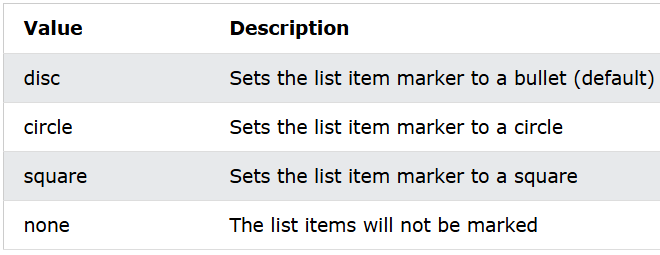 Value Description
disc Sets the list item marker to a bullet (default)
circle Sets the list item marker to a circle
square Sets the list item marker to a square
none The list items will not be marked